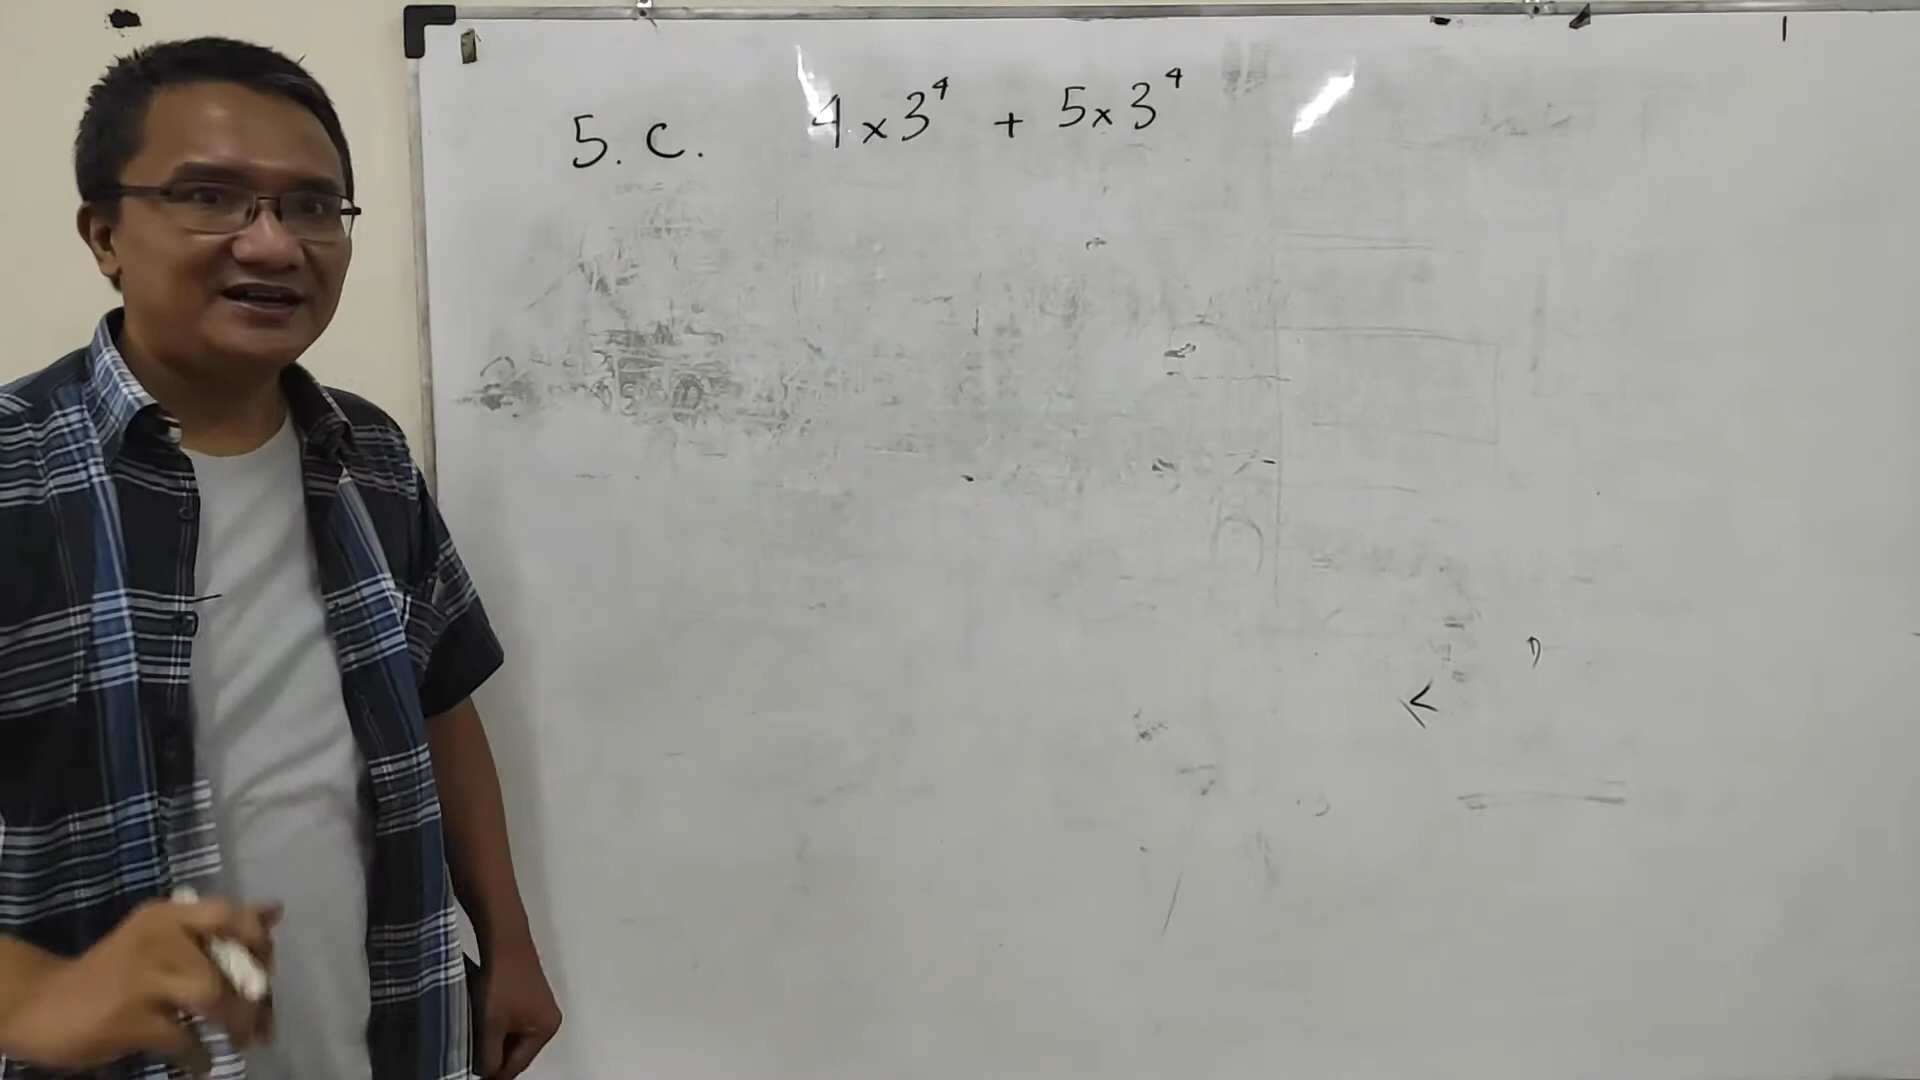 5. C. 4 × 3⁴ + 5 × 3⁴